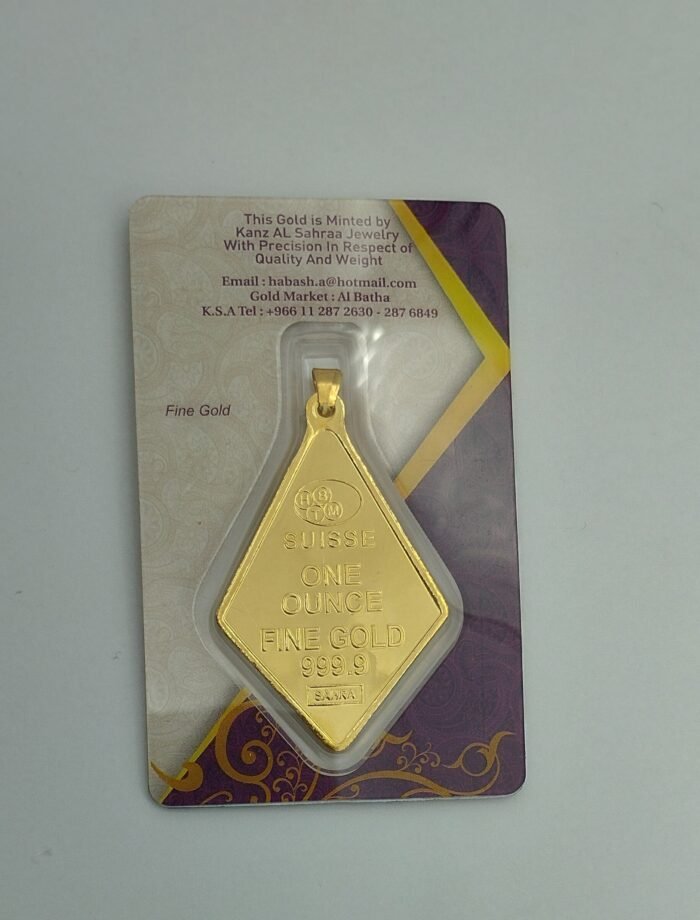 This Gold is Minted by
Kanz AL Sahraa Jewelry
With Precision In Respect of
Quality And Weight
Email : habash.a@hotmail.com
Gold Market : Al Batha
K.S.A Tel : +966 11 287 2630 - 287 6849
Fine Gold
H B
T M
SUISSE
ONE
OUNCE
FINE GOLD
999.9